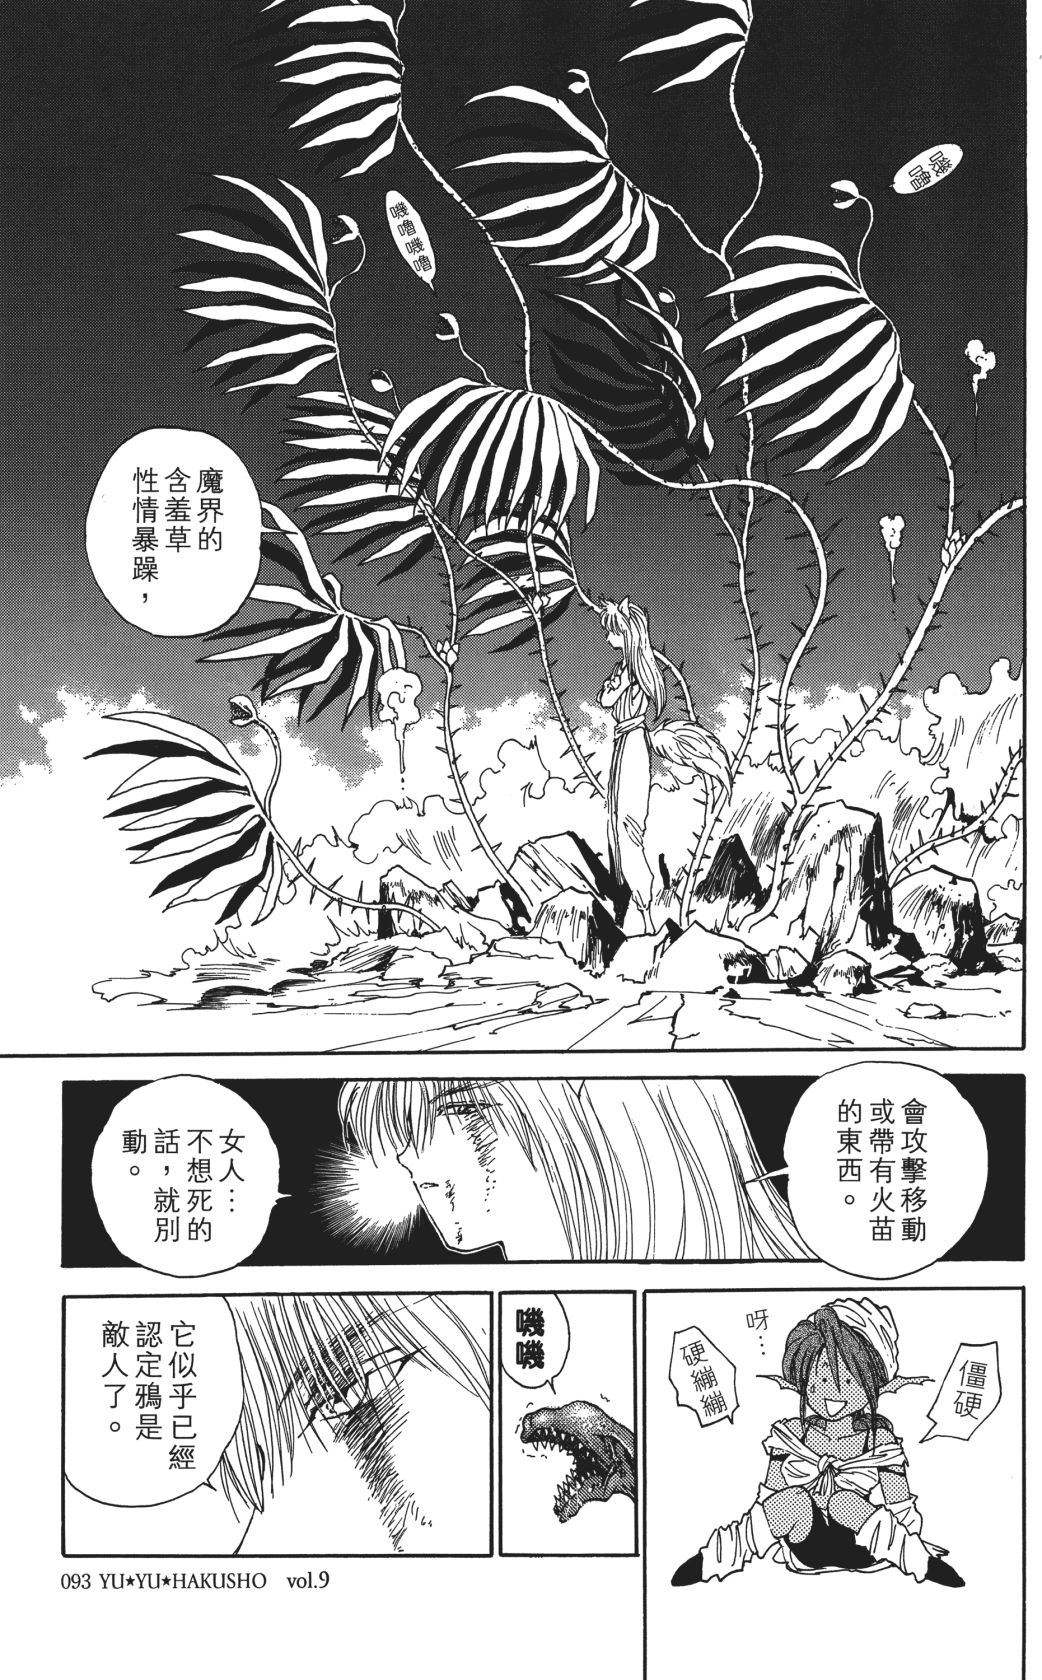 嘰嚕
嘰嚕嘰嚕
魔界的
含羞草
性情暴躁，
會攻擊移動
或帶有火苗
的東西。
女人…
不想死的
話，就別
動。
僵硬
呀…
硬繃繃
嘰嘰
它似乎已經
認定鴉是
敵人了。
093 YU★YU★HAKUSHO vol.9